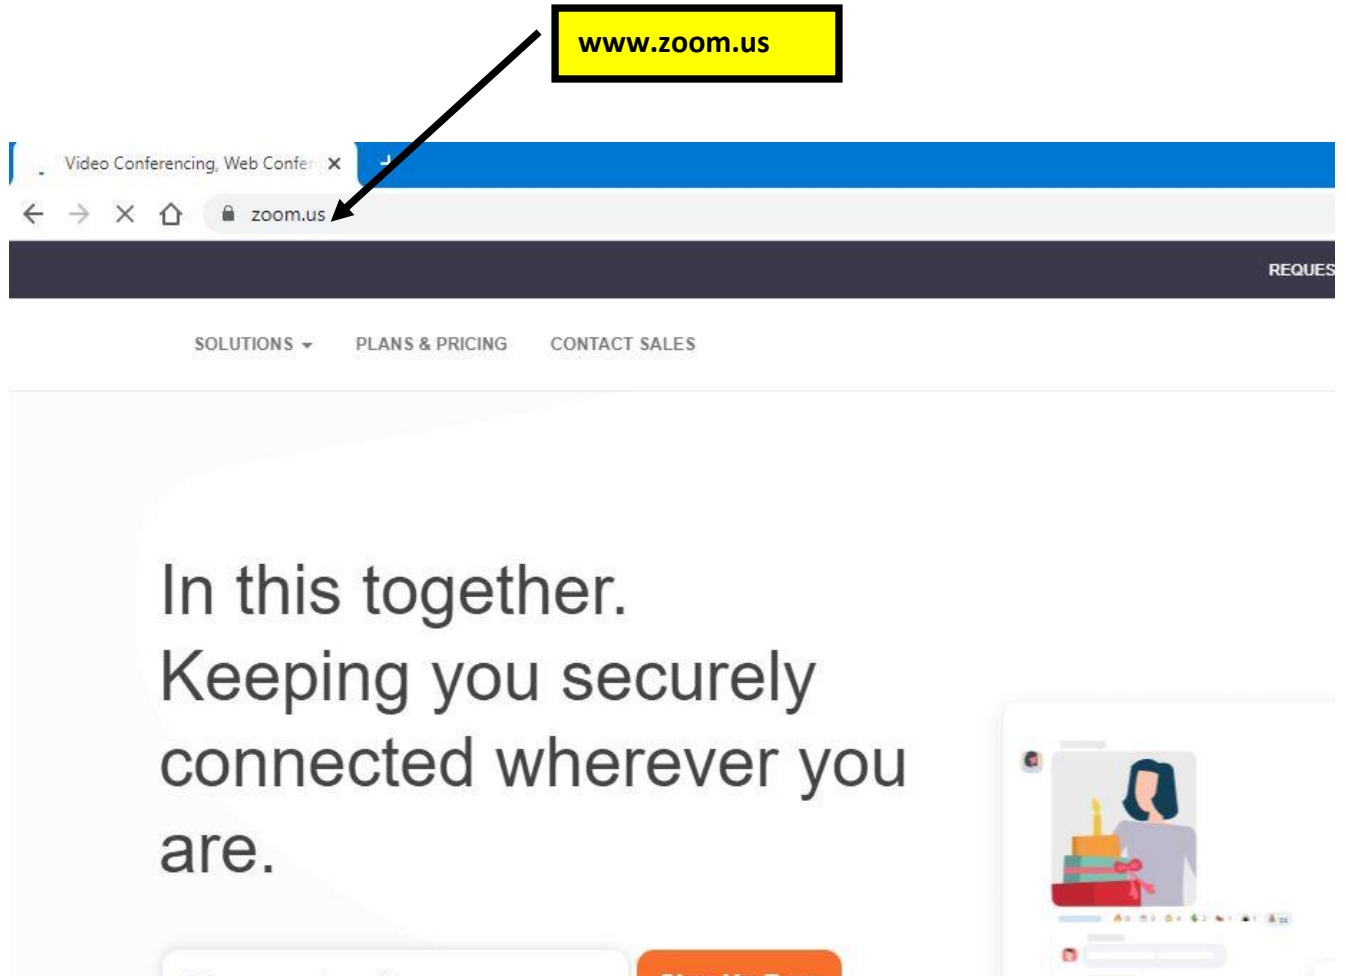 www.zoom.us
Video Conferencing, Web Confer
zoom.us
REQUES
SOLUTIONS
PLANS & PRICING
CONTACT SALES
In this together.
Keeping you securely
connected wherever you
are.